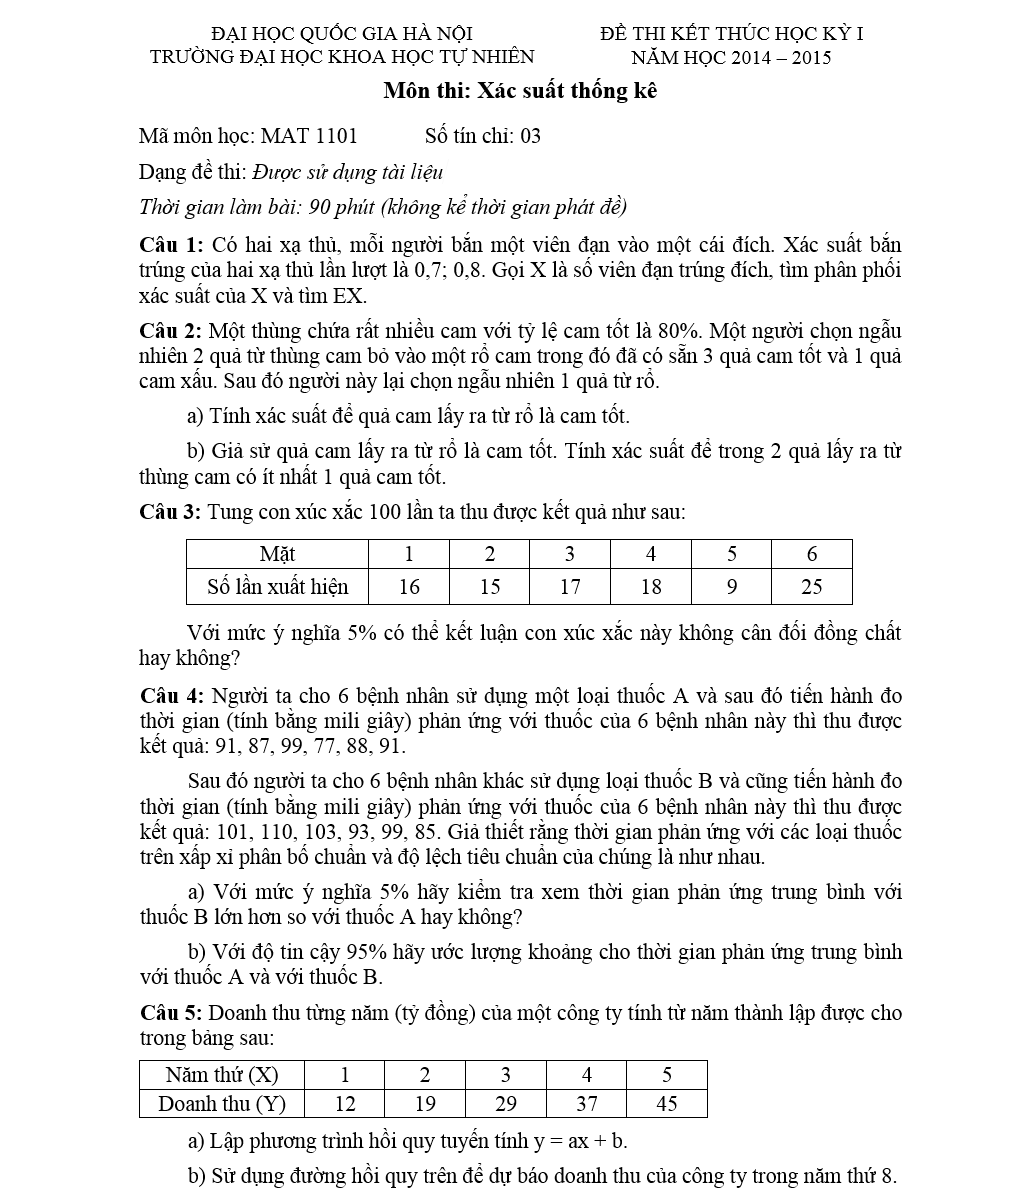 ĐẠI HỌC QUỐC GIA HÀ NỘI
TRƯỜNG ĐẠI HỌC KHOA HỌC TỰ NHIÊN
ĐỀ THI KẾT THÚC HỌC KỲ I
NĂM HỌC 2014 – 2015
Môn thi: Xác suất thống kê
Mã môn học: MAT 1101 Số tín chỉ: 03
Dạng đề thi: Được sử dụng tài liệu
Thời gian làm bài: 90 phút (không kể thời gian phát đề)
Câu 1: Có hai xạ thủ, mỗi người bắn một viên đạn vào một cái đích. Xác suất bắn
trúng của hai xạ thủ lần lượt là 0,7; 0,8. Gọi X là số viên đạn trúng đích, tìm phân phối
xác suất của X và tìm EX.
Câu 2: Một thùng chứa rất nhiều cam với tỷ lệ cam tốt là 80%. Một người chọn ngẫu
nhiên 2 quả từ thùng cam bỏ vào một rổ cam trong đó đã có sẵn 3 quả cam tốt và 1 quả
cam xấu. Sau đó người này lại chọn ngẫu nhiên 1 quả từ rổ.
a) Tính xác suất để quả cam lấy ra từ rổ là cam tốt.
b) Giả sử quả cam lấy ra từ rổ là cam tốt. Tính xác suất để trong 2 quả lấy ra từ
thùng cam có ít nhất 1 quả cam tốt.
Câu 3: Tung con xúc xắc 100 lần ta thu được kết quả như sau:
Mặt 1 2 3 4 5 6
Số lần xuất hiện 16 15 17 18 9 25
Với mức ý nghĩa 5% có thể kết luận con xúc xắc này không cân đối đồng chất
hay không?
Câu 4: Người ta cho 6 bệnh nhân sử dụng một loại thuốc A và sau đó tiến hành đo
thời gian (tính bằng mili giây) phản ứng với thuốc của 6 bệnh nhân này thì thu được
kết quả: 91, 87, 99, 77, 88, 91.
Sau đó người ta cho 6 bệnh nhân khác sử dụng loại thuốc B và cũng tiến hành đo
thời gian (tính bằng mili giây) phản ứng với thuốc của 6 bệnh nhân này thì thu được
kết quả: 101, 110, 103, 93, 99, 85. Giả thiết rằng thời gian phản ứng với các loại thuốc
trên xấp xỉ phân bố chuẩn và độ lệch tiêu chuẩn của chúng là như nhau.
a) Với mức ý nghĩa 5% hãy kiểm tra xem thời gian phản ứng trung bình với
thuốc B lớn hơn so với thuốc A hay không?
b) Với độ tin cậy 95% hãy ước lượng khoảng cho thời gian phản ứng trung bình
với thuốc A và với thuốc B.
Câu 5: Doanh thu từng năm (tỷ đồng) của một công ty tính từ năm thành lập được cho
trong bảng sau:
Năm thứ (X) 1 2 3 4 5
Doanh thu (Y) 12 19 29 37 45
a) Lập phương trình hồi quy tuyến tính y = ax + b.
b) Sử dụng đường hồi quy trên để dự báo doanh thu của công ty trong năm thứ 8.